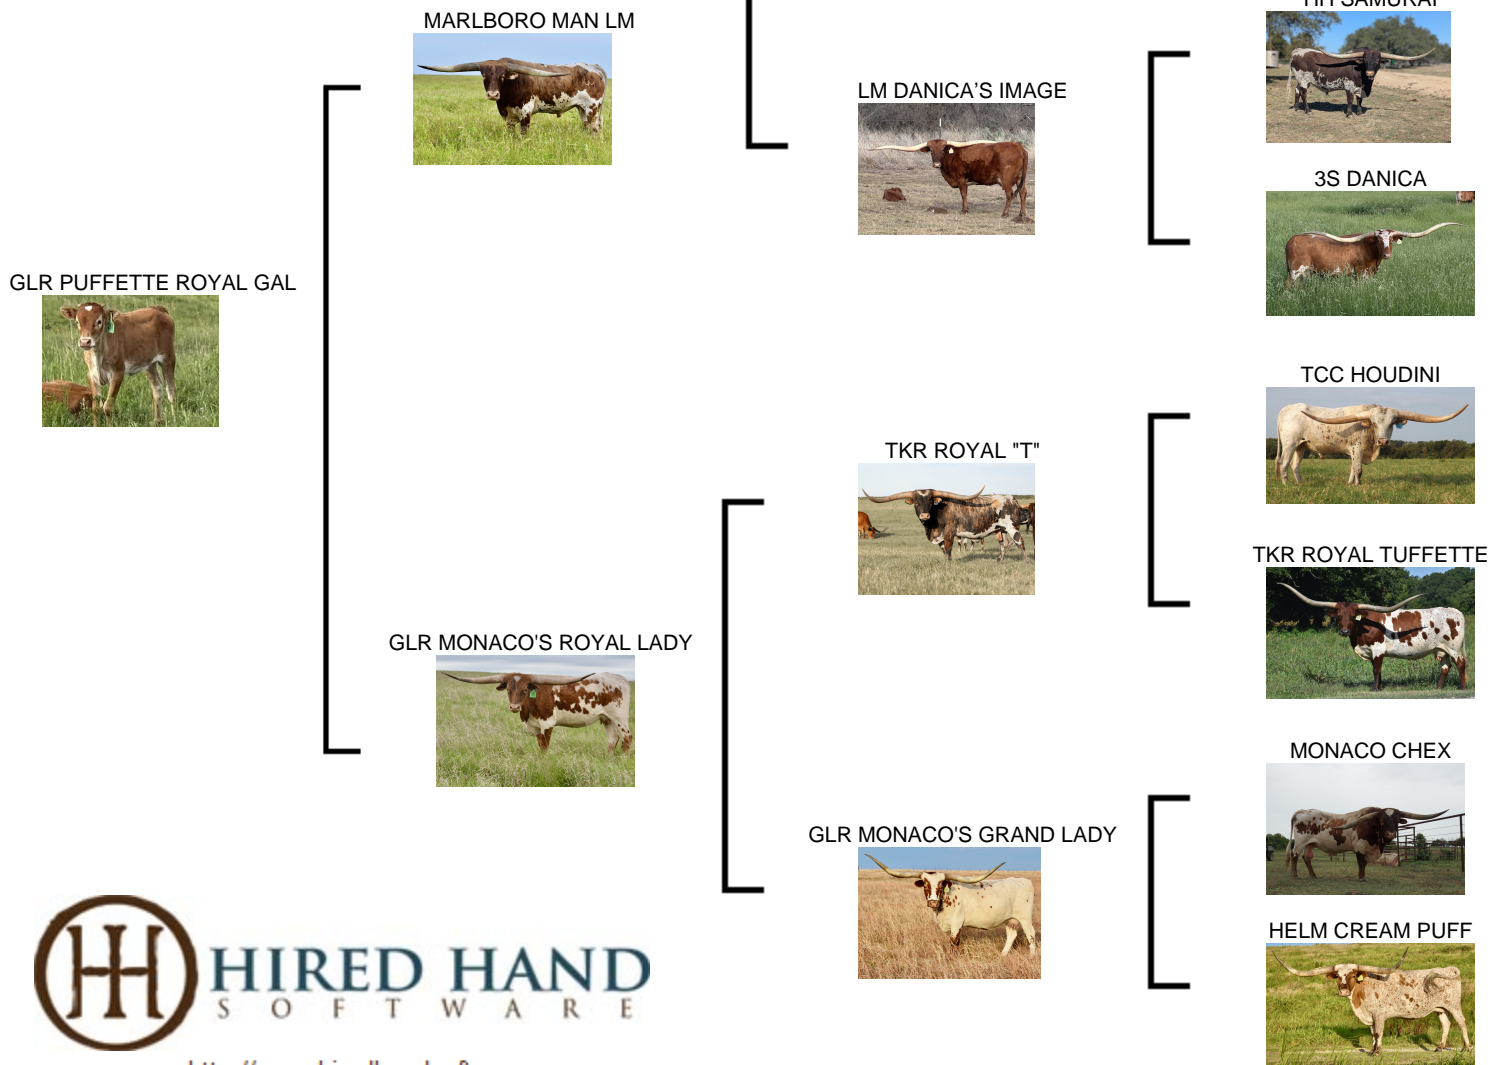 MARLBORO MAN LM
LM DANICA'S IMAGE
3S DANICA
GLR PUFFETTE ROYAL GAL
TCC HOUDINI
TKR ROYAL "T"
TKR ROYAL TUFFETTE
GLR MONACO'S ROYAL LADY
MONACO CHEX
GLR MONACO'S GRAND LADY
HELM CREAM PUFF
HH
HIRED HAND
SOFTWARE